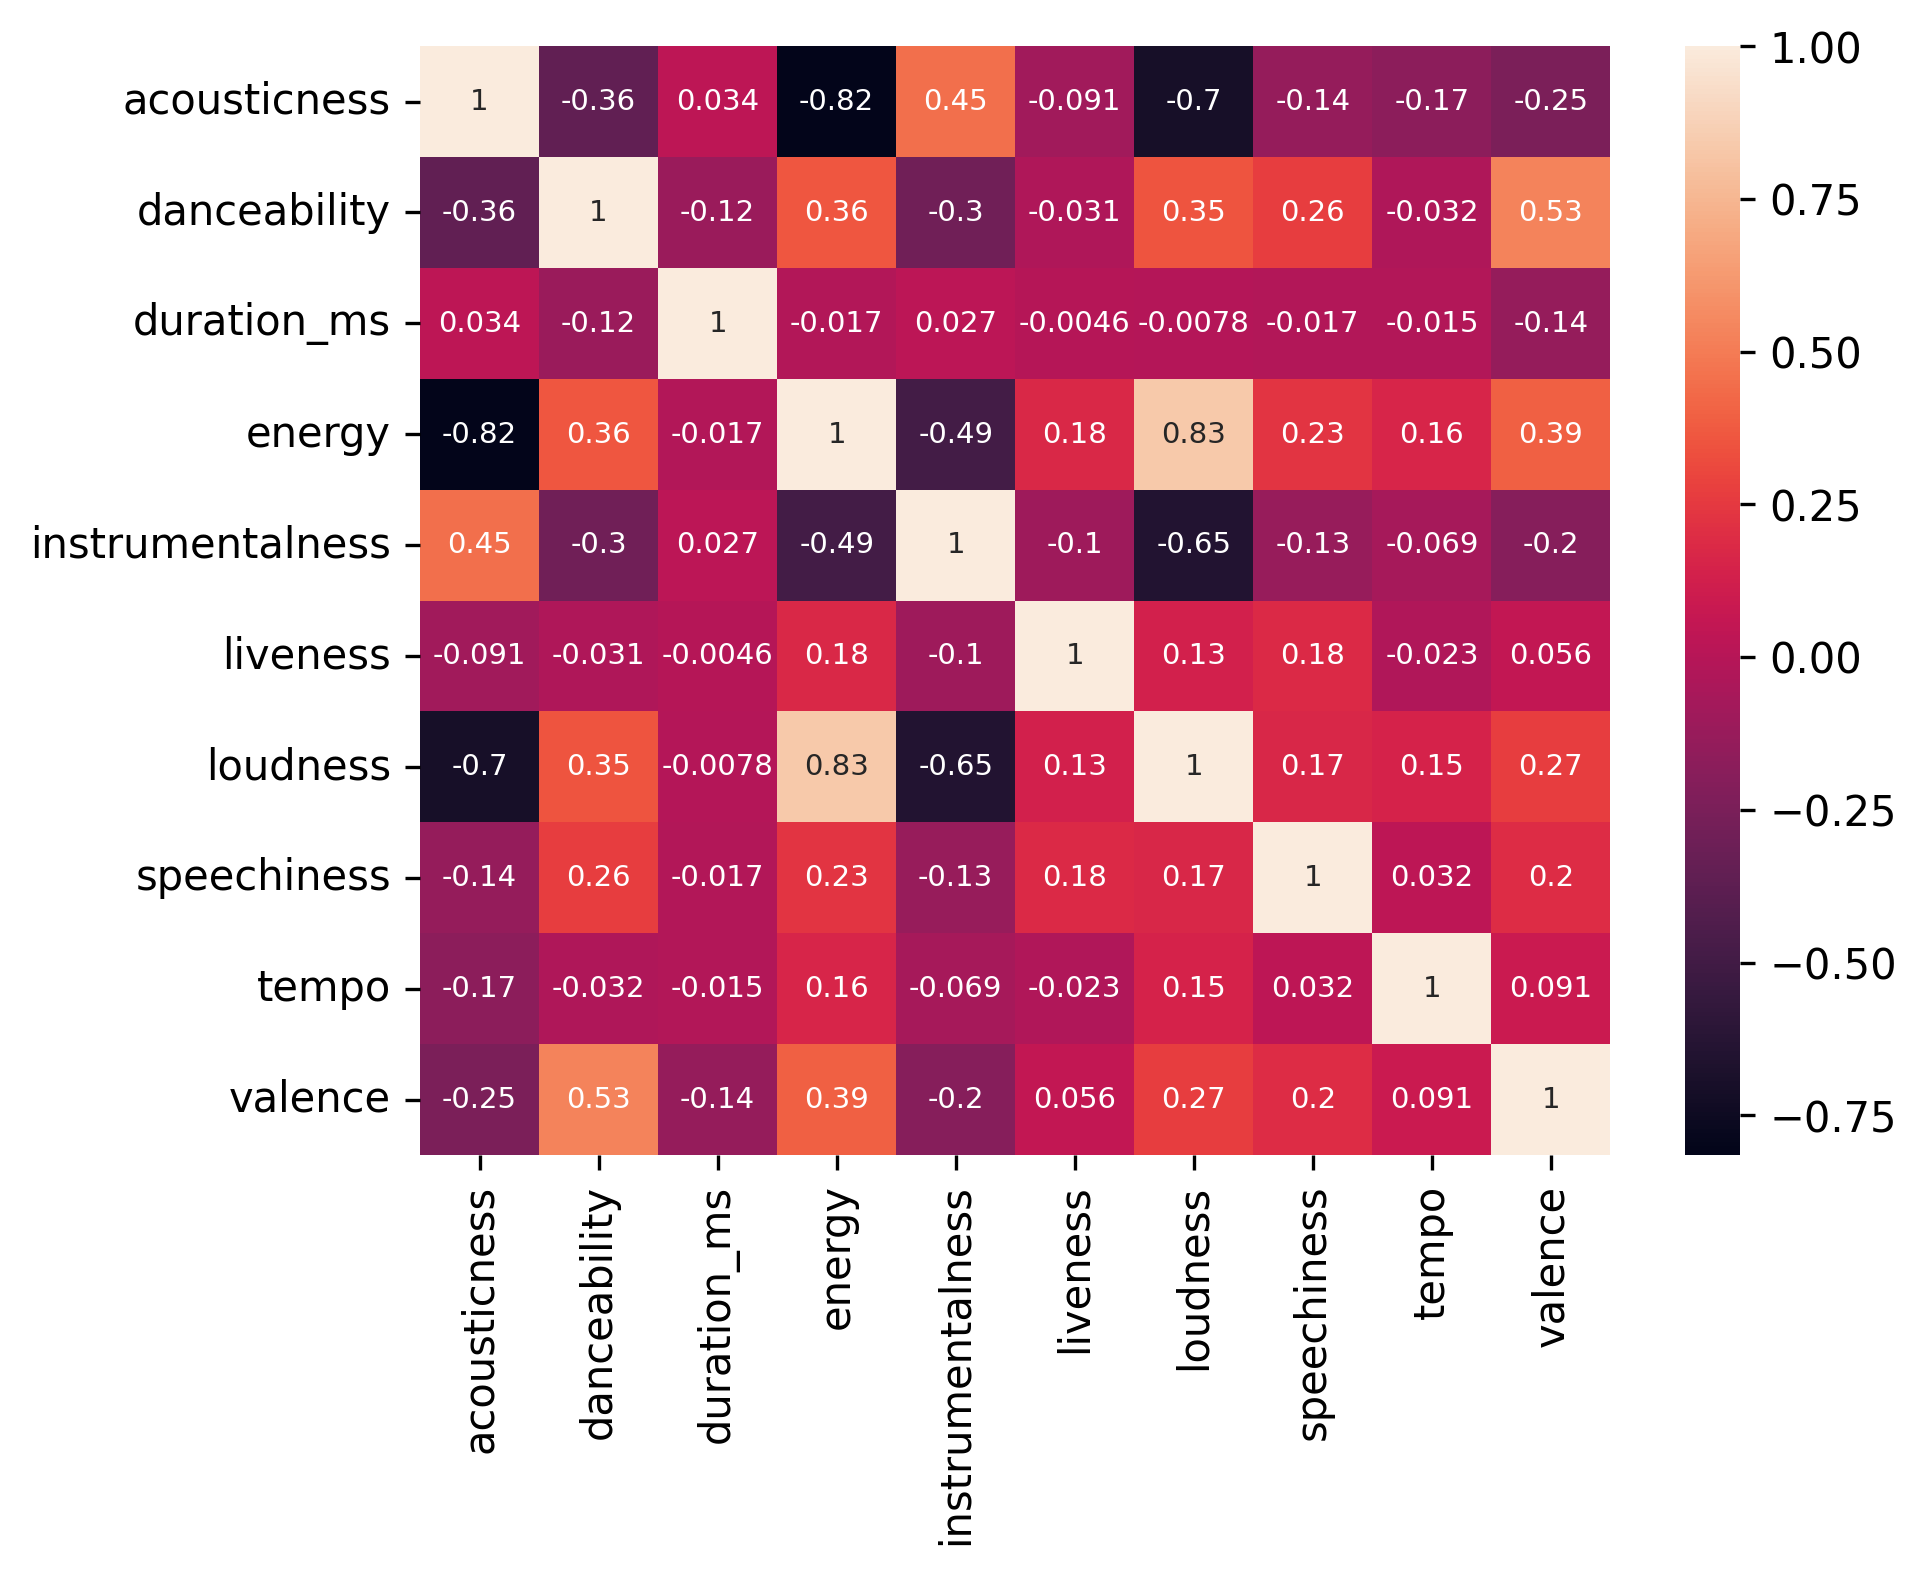 acousticness 1 -0.36 0.034 -0.82 0.45 -0.091 -0.7 -0.14 -0.17 -0.25
danceability -0.36 1 -0.12 0.36 -0.3 -0.031 0.35 0.26 -0.032 0.53
duration_ms 0.034 -0.12 1 -0.017 0.027 -0.0046 -0.0078 -0.017 -0.015 -0.14
energy -0.82 0.36 -0.017 1 -0.49 0.18 0.83 0.23 0.16 0.39
instrumentalness 0.45 -0.3 0.027 -0.49 1 -0.1 -0.65 -0.13 -0.069 -0.2
liveness -0.091 -0.031 -0.0046 0.18 -0.1 1 0.13 0.18 -0.023 0.056
loudness -0.7 0.35 -0.0078 0.83 -0.65 0.13 1 0.17 0.15 0.27
speechiness -0.14 0.26 -0.017 0.23 -0.13 0.18 0.17 1 0.032 0.2
tempo -0.17 -0.032 -0.015 0.16 -0.069 -0.023 0.15 0.032 1 0.091
valence -0.25 0.53 -0.14 0.39 -0.2 0.056 0.27 0.2 0.091 1
acousticness
danceability
duration_ms
energy
instrumentalness
liveness
loudness
speechiness
tempo
valence
1.00
0.75
0.50
0.25
0.00
−0.25
−0.50
−0.75